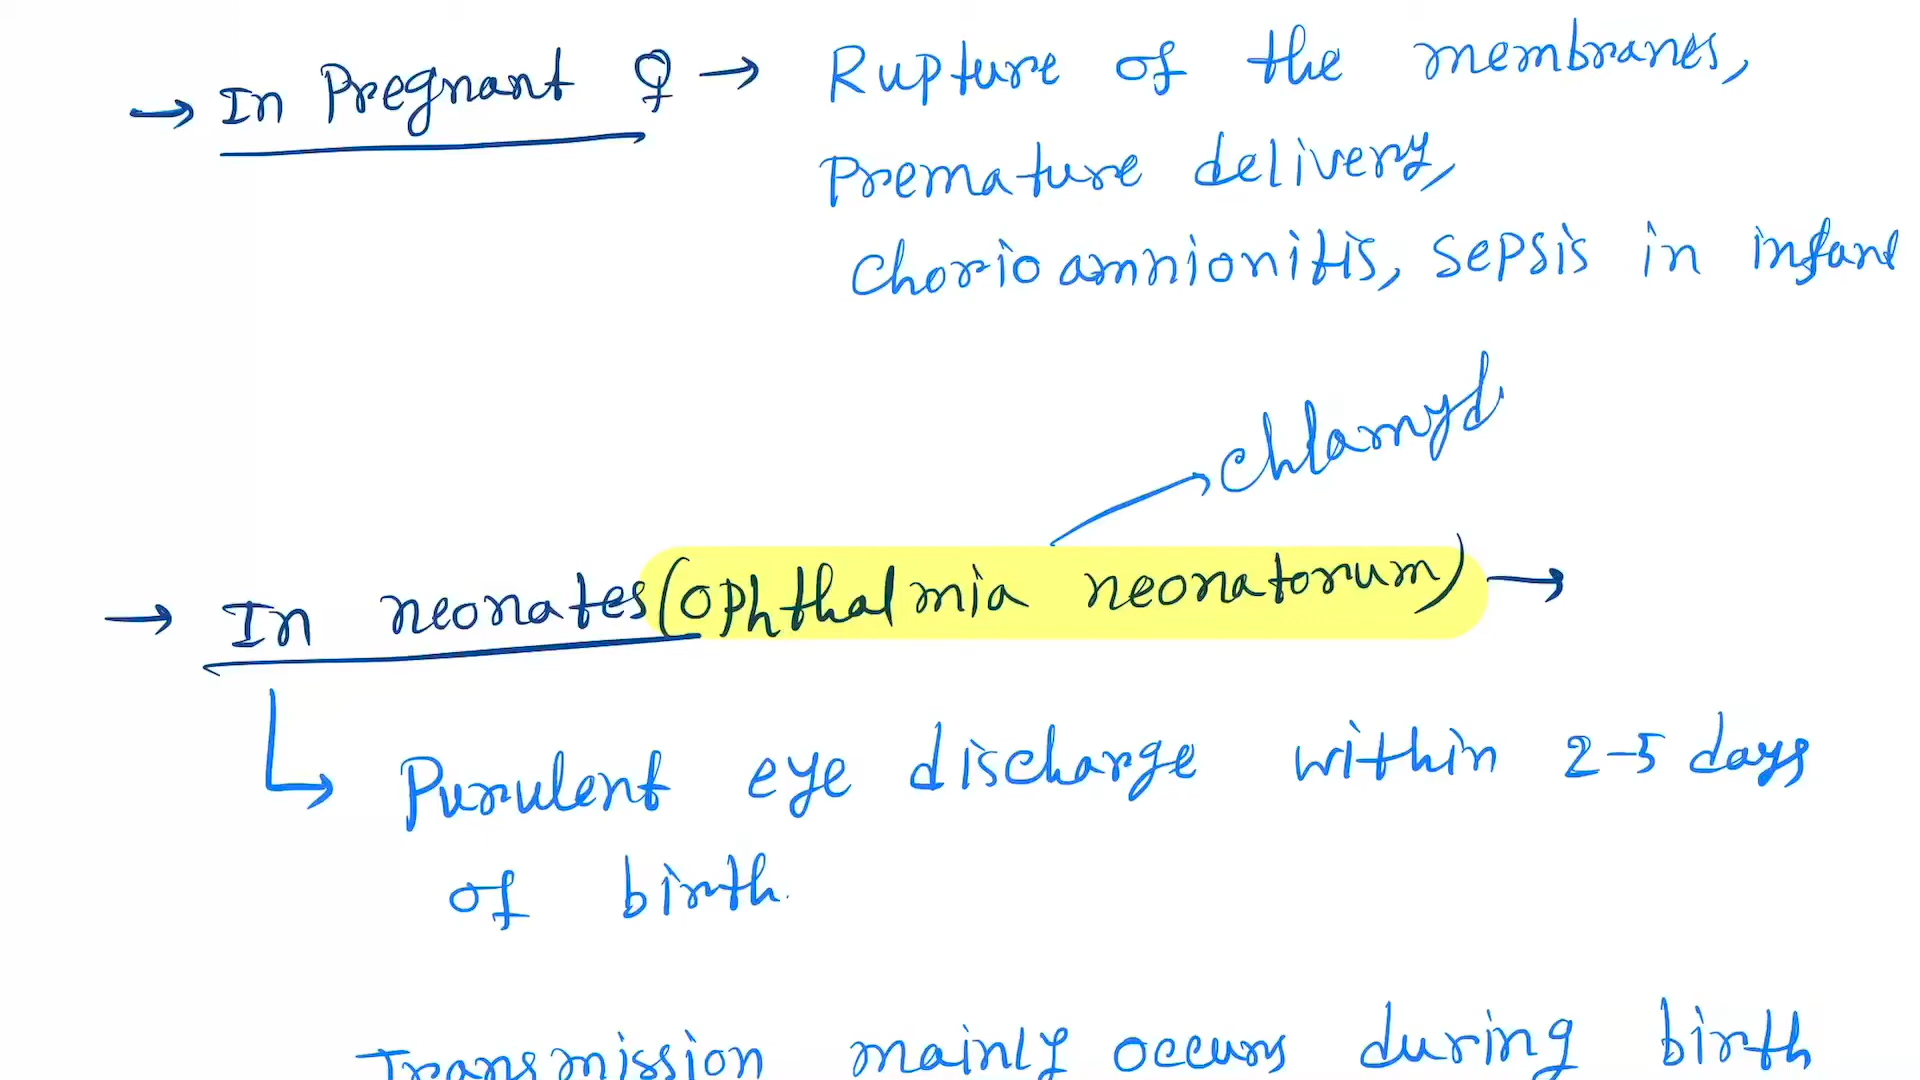 → In Pregnant ♀ → Rupture of the membranes,
Premature delivery,
Chorioamnionitis, sepsis in infant
chlamyd
→ In neonates (ophthalmia neonatorum) →
Purulent eye discharge within 2-5 days
of birth.
Transmission mainly occurs during birth